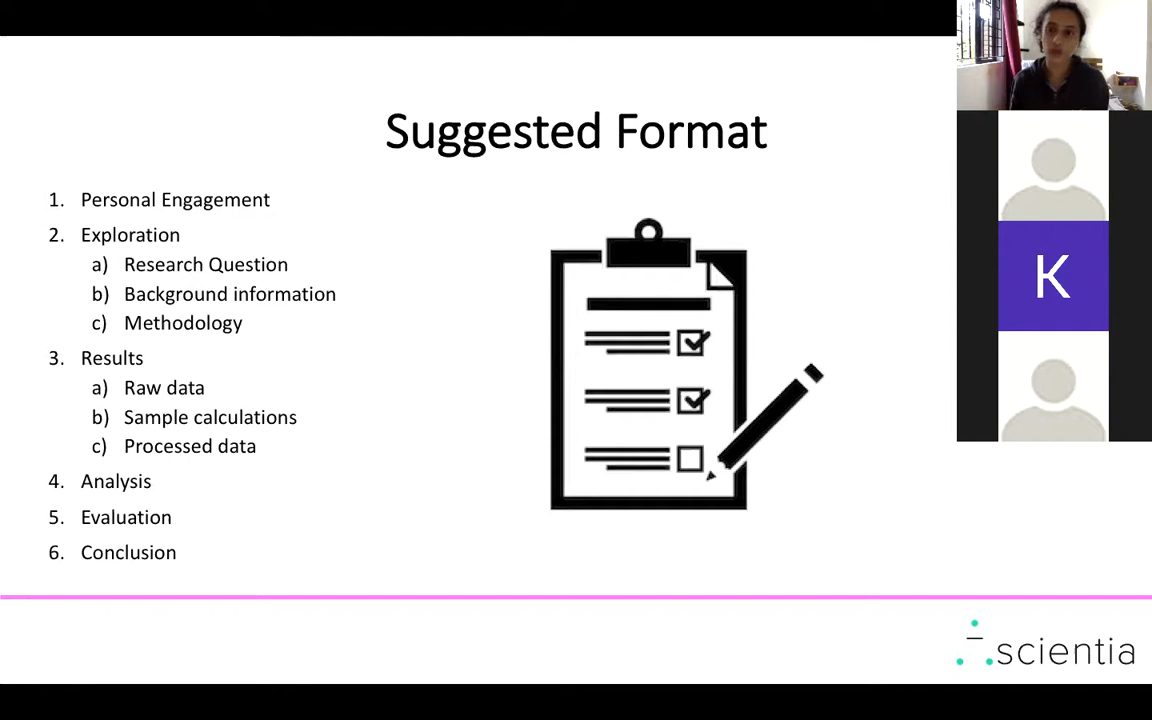 Suggested Format
1. Personal Engagement
2. Exploration
a) Research Question
b) Background information
c) Methodology
3. Results
a) Raw data
b) Sample calculations
c) Processed data
4. Analysis
5. Evaluation
6. Conclusion
K
scientia